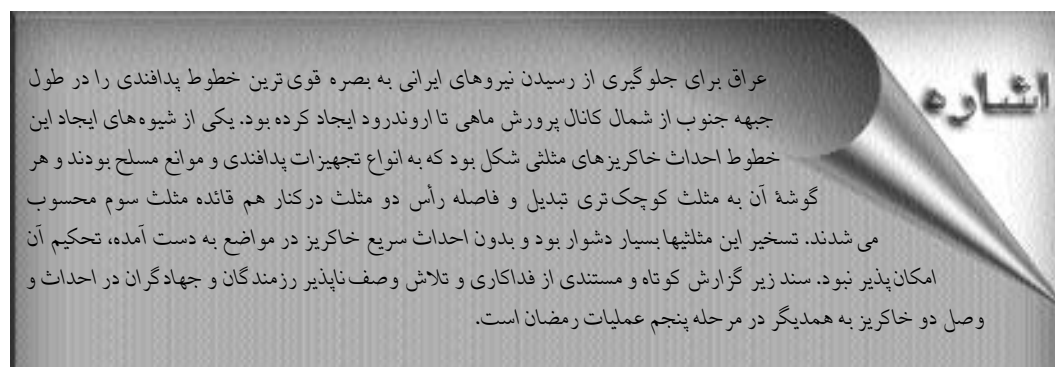 اشاره
عراق برای جلوگیری از رسیدن نیروهای ایرانی به بصره قوی‌ترین خطوط پدافندی را در طول
جبهه جنوب از شمال کانال پرورش ماهی تا اروندرود ایجاد کرده بود. یکی از شیوه‌های ایجاد این
خطوط احداث خاکریزهای مثلثی شکل بود که به انواع تجهیزات پدافندی و موانع مسلح بودند و هر
گوشهٔ آن به مثلث کوچک‌تری تبدیل و فاصله رأس دو مثلث درکنار هم قائده مثلث سوم محسوب
می شدند. تسخیر این مثلثیها بسیار دشوار بود و بدون احداث سریع خاکریز در مواضع به دست آمده، تحکیم آن
امکان‌پذیر نبود. سند زیر گزارش کوتاه و مستندی از فداکاری و تلاش وصف‌ناپذیر رزمندگان و جهادگران در احداث و
وصل دو خاکریز به همدیگر در مرحله پنجم عملیات رمضان است.